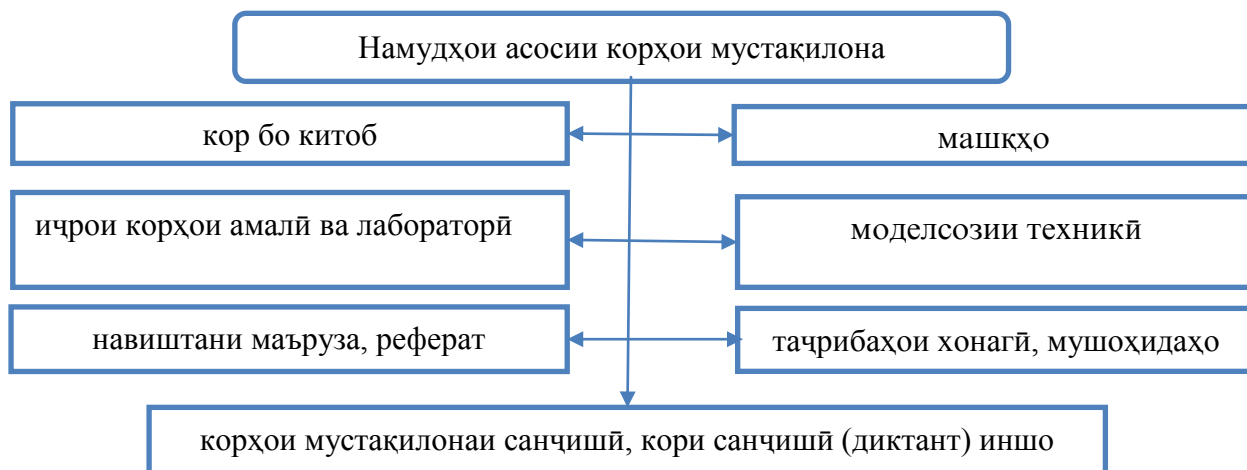 Намудҳои асосии корҳои мустақилона
кор бо китоб
машқҳо
иҷрои корҳои амалӣ ва лабораторӣ
моделсозии техникӣ
навиштани маъруза, реферат
таҷрибаҳои хонагӣ, мушоҳидаҳо
корҳои мустақилонаи санҷишӣ, кори санҷишӣ (диктант) иншо